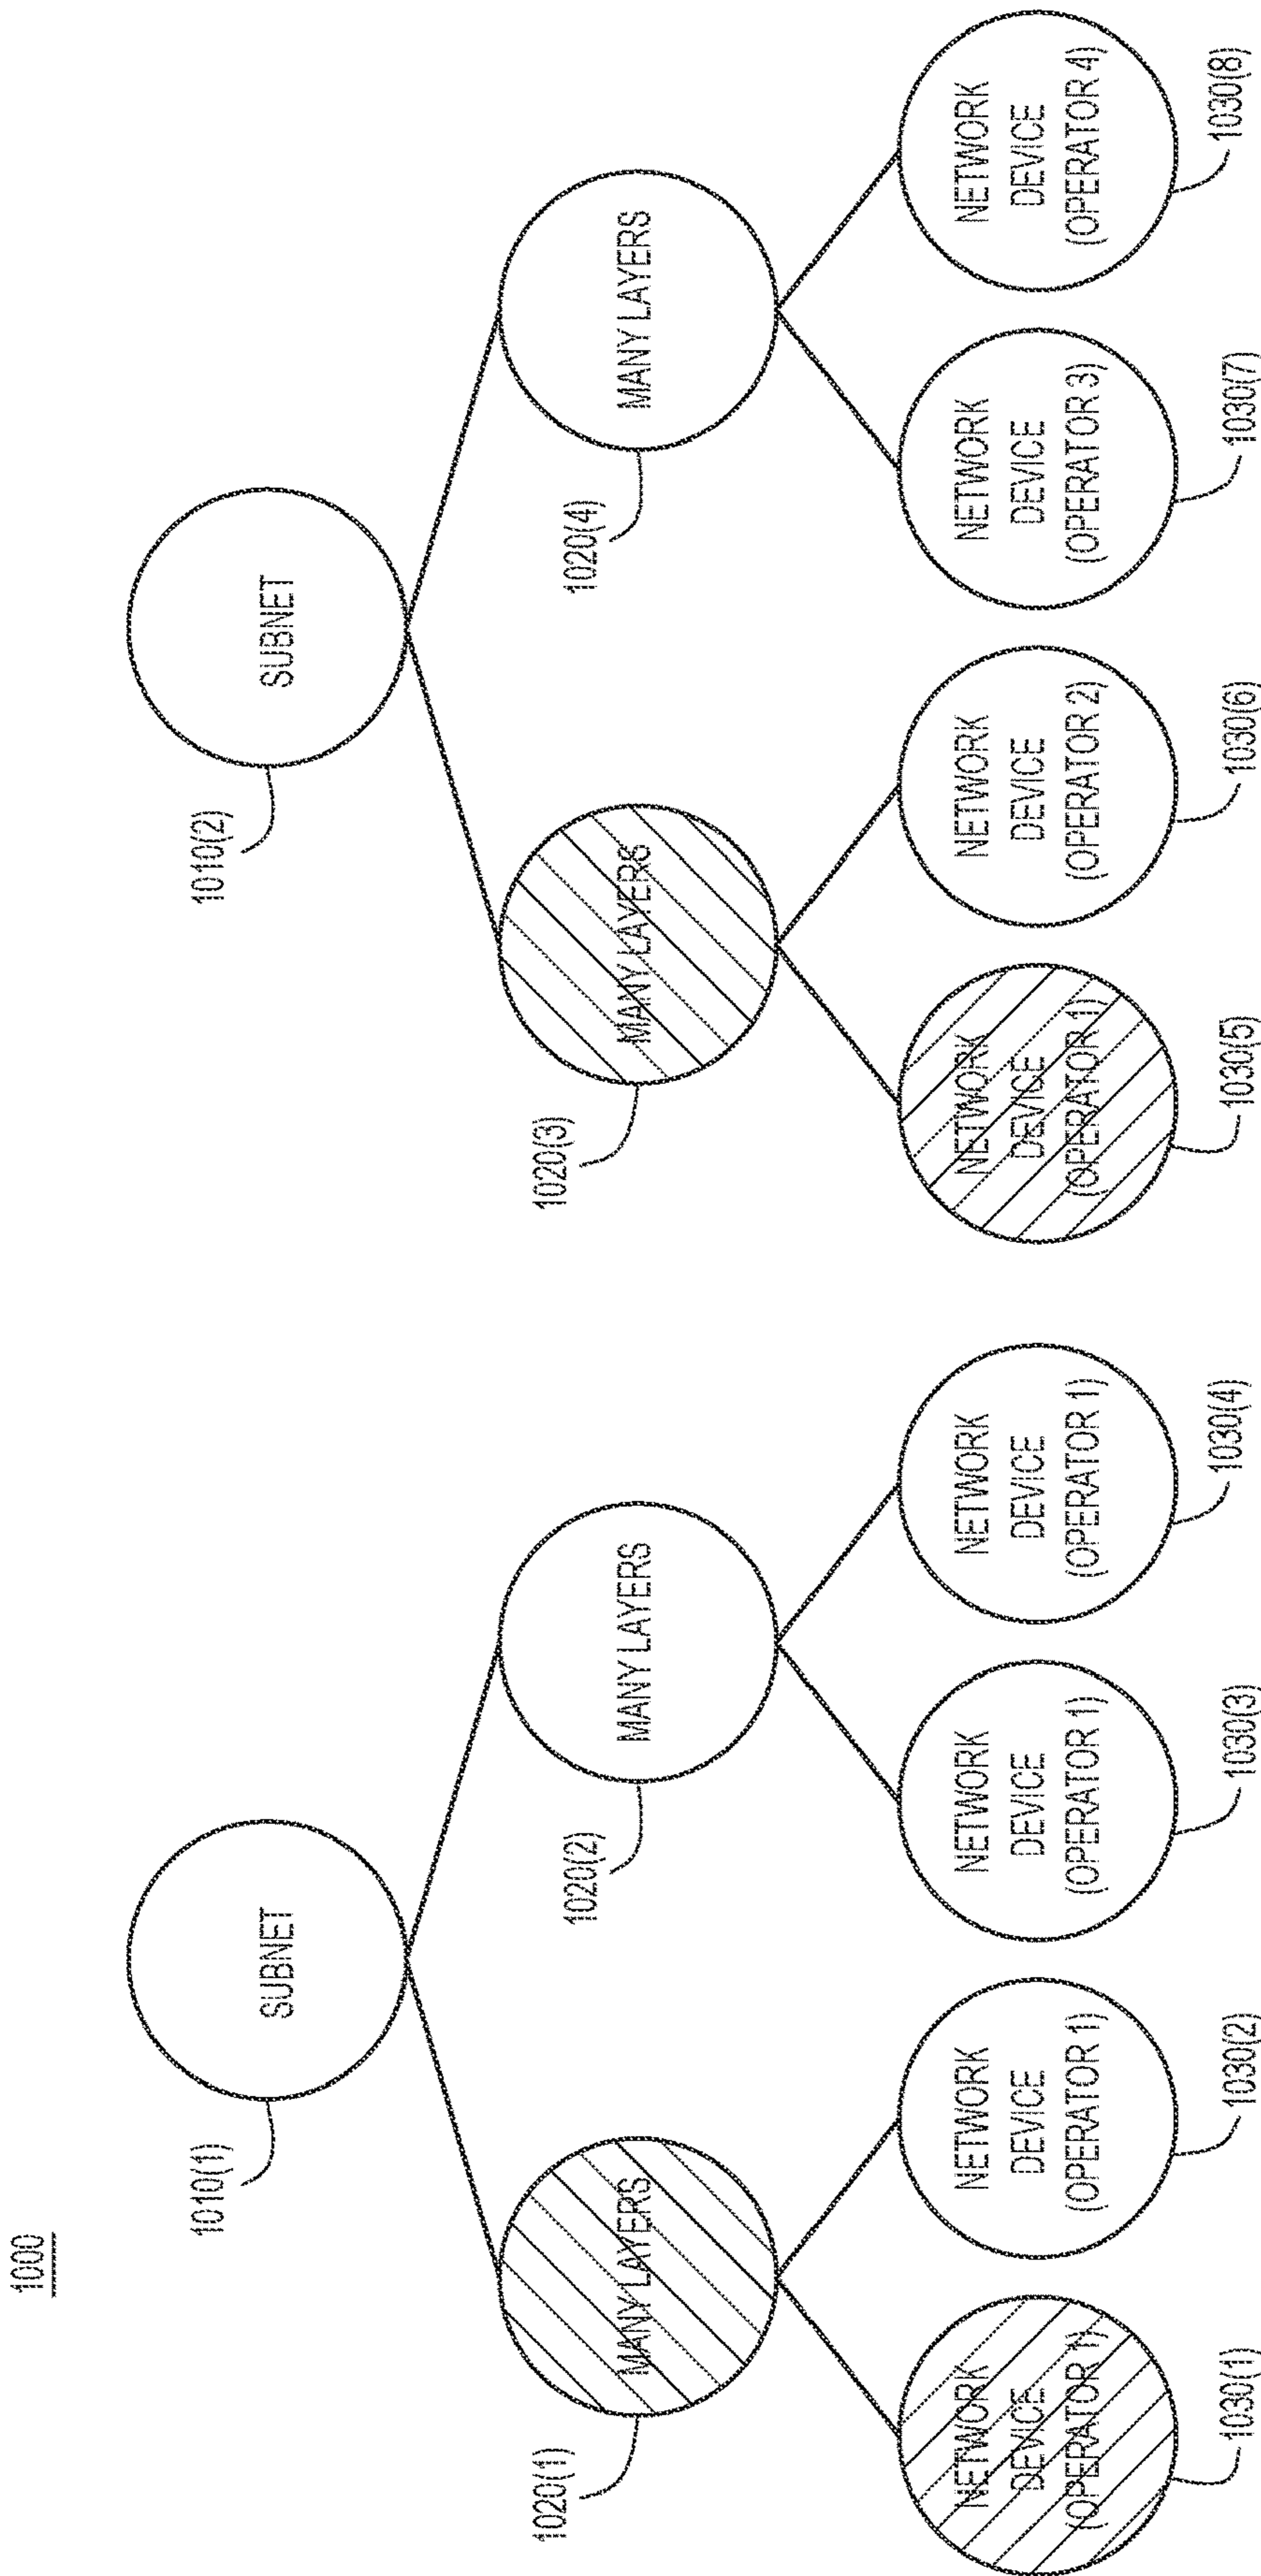 1000
SUBNET
1010(1)
SUBNET
1010(2)
MANY LAYERS
1020(1)
MANY LAYERS
1020(2)
MANY LAYERS
1020(3)
MANY LAYERS
1020(4)
NETWORK
DEVICE
(OPERATOR 1)
1030(1)
NETWORK
DEVICE
(OPERATOR 1)
1030(2)
NETWORK
DEVICE
(OPERATOR 1)
1030(3)
NETWORK
DEVICE
(OPERATOR 1)
1030(4)
NETWORK
DEVICE
(OPERATOR 1)
1030(5)
NETWORK
DEVICE
(OPERATOR 2)
1030(6)
NETWORK
DEVICE
(OPERATOR 3)
1030(7)
NETWORK
DEVICE
(OPERATOR 4)
1030(8)